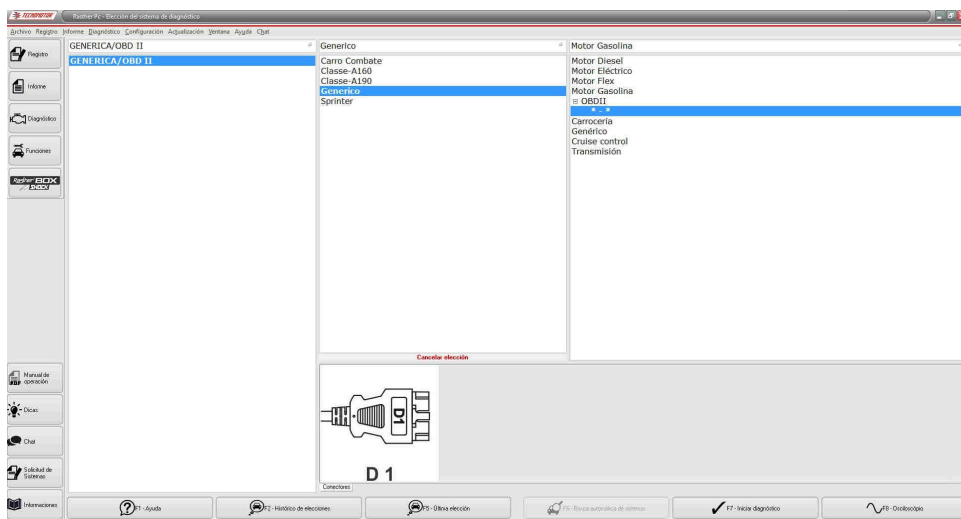 TECNOMOTOR
Rasther Pc - Elección del sistema de diagnóstico
Archivo Registro Informe Diagnóstico Configuración Actualización Ventana Ayuda Chat
Registro
Informe
Diagnóstico
Funciones
Rasther BOX
Manual de operación
Dicas
Chat
Solicitud de Sistemas
Informaciones
GENERICA/OBD II
GENERICA/OBD II
Generico
Carro Combate
Classe-A160
Classe-A190
Generico
Sprinter
Cancelar elección
Motor Gasolina
Motor Diesel
Motor Eléctrico
Motor Flex
Motor Gasolina
OBDII
* - *
Carrocería
Genérico
Cruise control
Transmisión
D1
D 1
Conectores
F1 - Ayuda
F2 - Histórico de elecciones
F5 - Última elección
F6 - Busca automática de sistemas
F7 - Iniciar diagnóstico
F8 - Osciloscópio